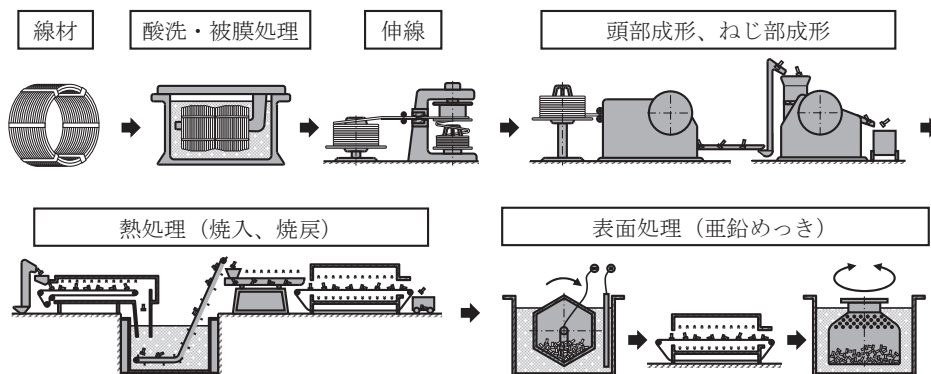 線材
酸洗・被膜処理
伸線
頭部成形、ねじ部成形
熱処理（焼入、焼戻）
表面処理（亜鉛めっき）